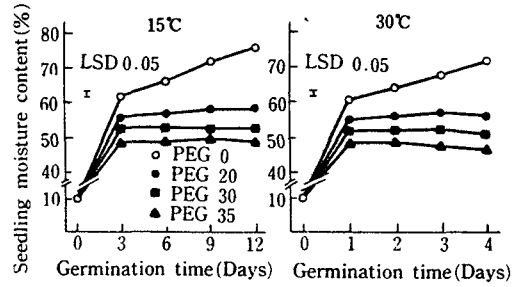 15℃
30℃
Seedling moisture content (%)
80
70
60
50
40
10
LSD 0.05
LSD 0.05
PEG 0
PEG 20
PEG 30
PEG 35
0 3 6 9 12
0 1 2 3 4
Germination time (Days)
Germination time (Days)